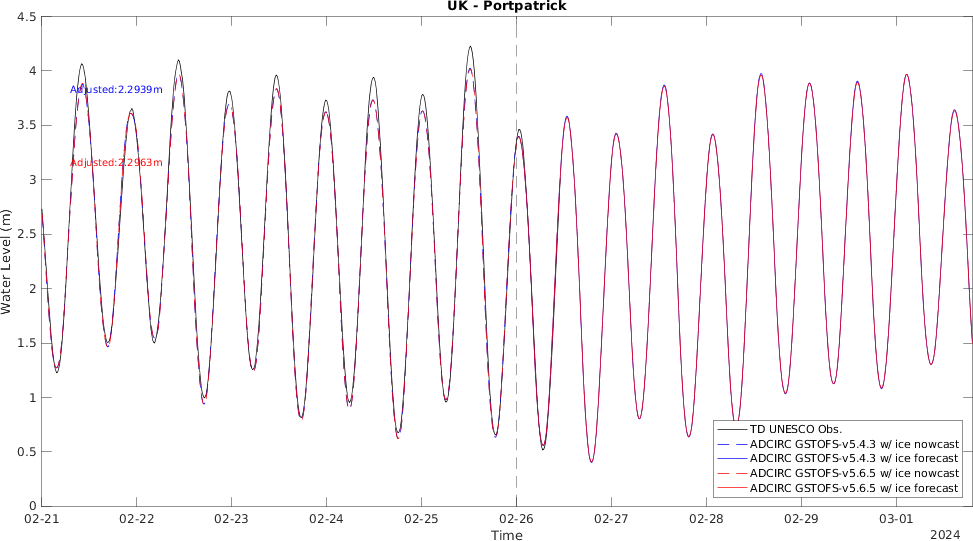 UK - Portpatrick
4.5
4
3.5
3
2.5
2
1.5
1
0.5
0
Water Level (m)
Adjusted:2.2939m
Adjusted:2.2963m
TD UNESCO Obs.
ADCIRC GSTOFS-v5.4.3 w/ ice nowcast
ADCIRC GSTOFS-v5.4.3 w/ ice forecast
ADCIRC GSTOFS-v5.6.5 w/ ice nowcast
ADCIRC GSTOFS-v5.6.5 w/ ice forecast
02-21 02-22 02-23 02-24 02-25 02-26 02-27 02-28 02-29 03-01
Time
2024